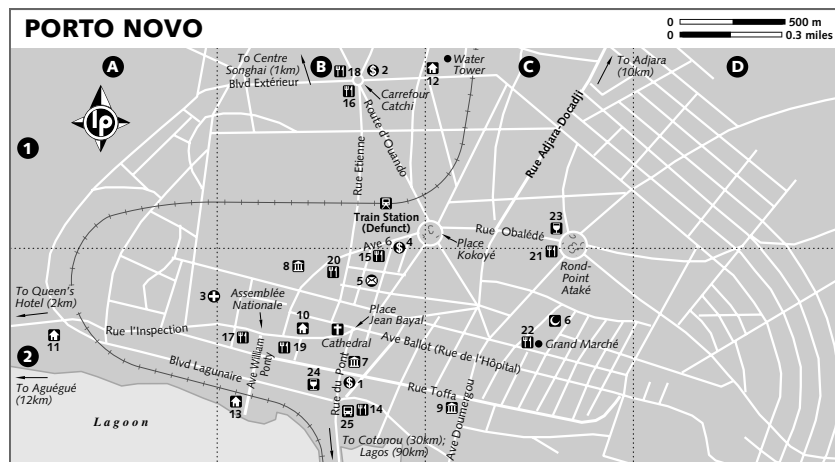 PORTO NOVO
0 500 m
0 0.3 miles
A
B
C
D
1
2
lp
To Centre
Songhai (1km)
Blvd Extérieur
18
2
16
Carrefour
Catchi
Water
Tower
12
To Adjara
(10km)
Route d'Ouando
Rue Etienne
Rue Adjarra-Docadji
Train Station
(Defunct)
Ave 6
4
15
Place
Kokoyé
Rue Obalédé
23
21
Rond-
Point
Ataké
8
20
5
3
To Queen's
Hotel (2km)
Assemblée
Nationale
10
Place
Jean Bayal
6
Rue l'Inspection
11
17
19
Cathedral
Ave Ballot (Rue de l'Hôpital)
22
Grand Marché
Ave William
Ponty
Blvd Lagunaire
7
24
1
Rue du Pont
Rue Toffa
To Aguégué
(12km)
Lagoon
13
25
14
9
Ave Doumergou
To Cotonou (30km);
Lagos (90km)